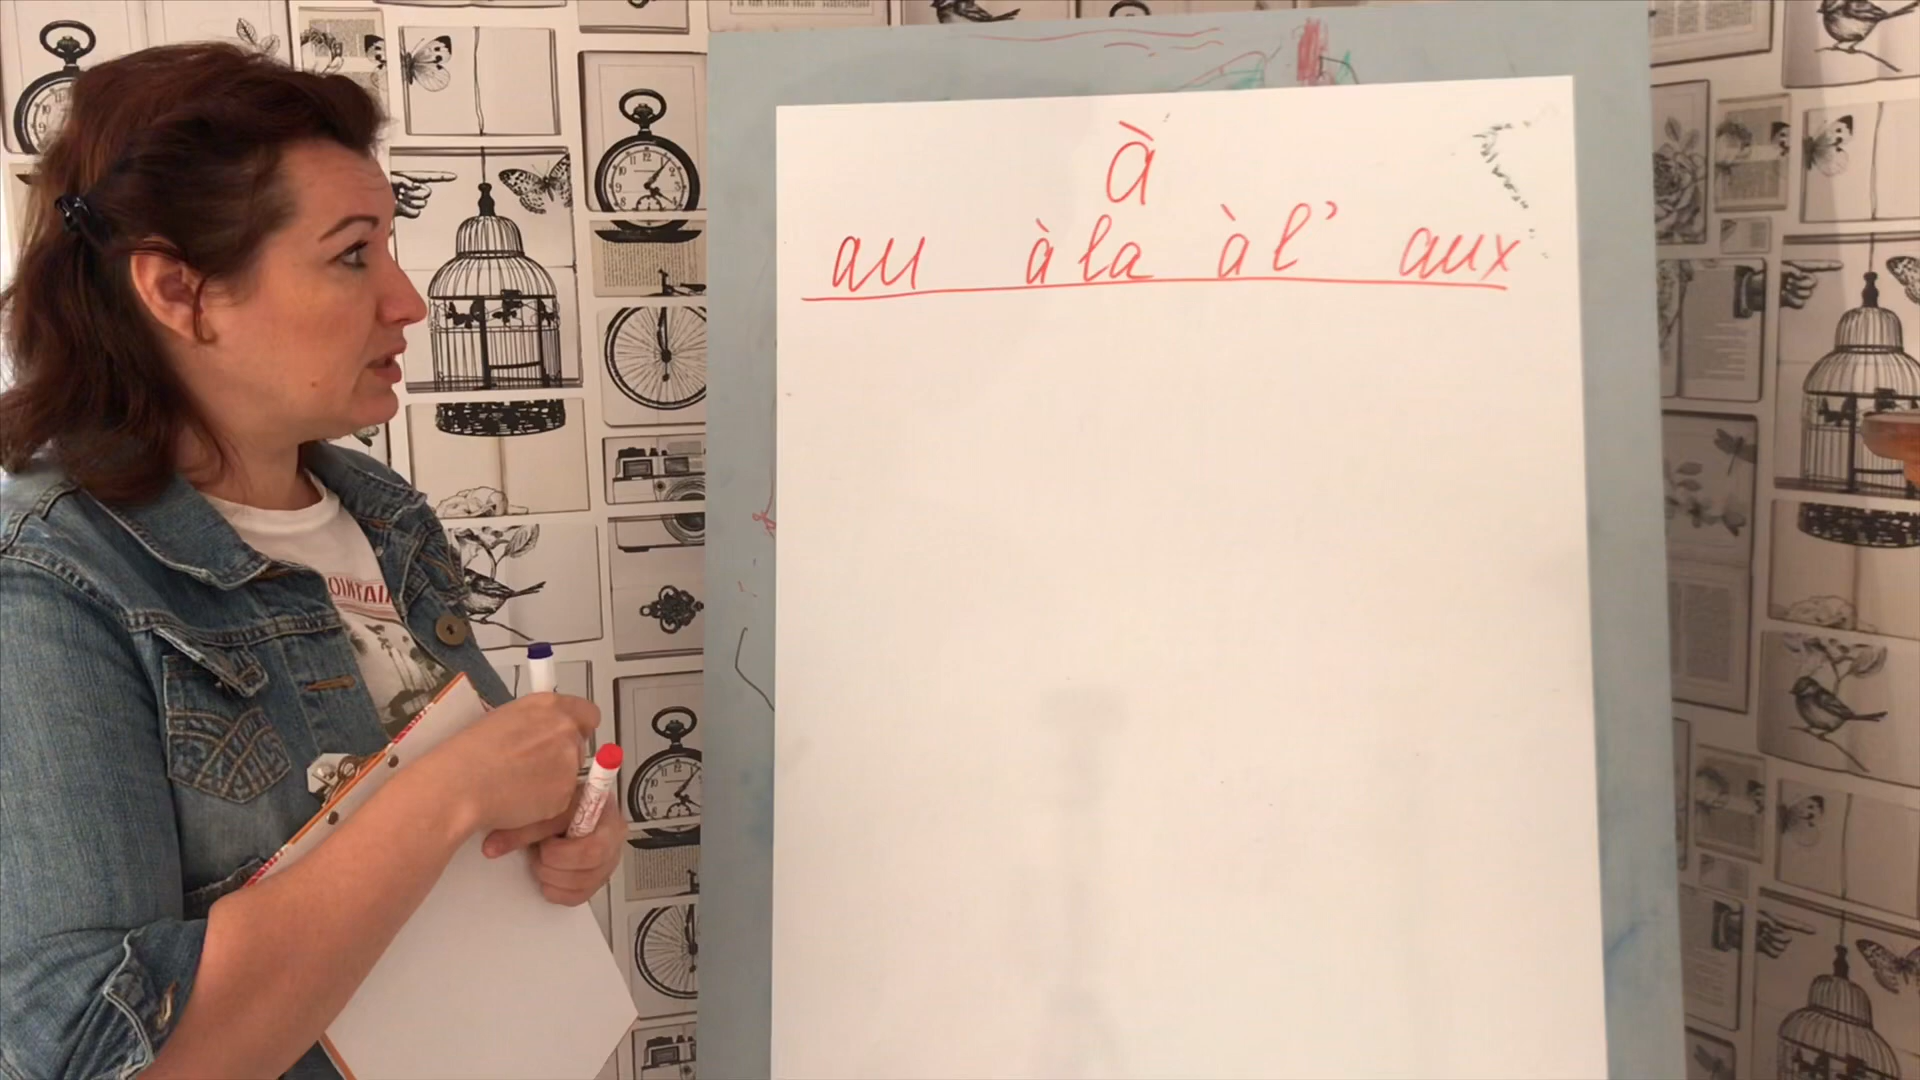 à
au à la à l' aux